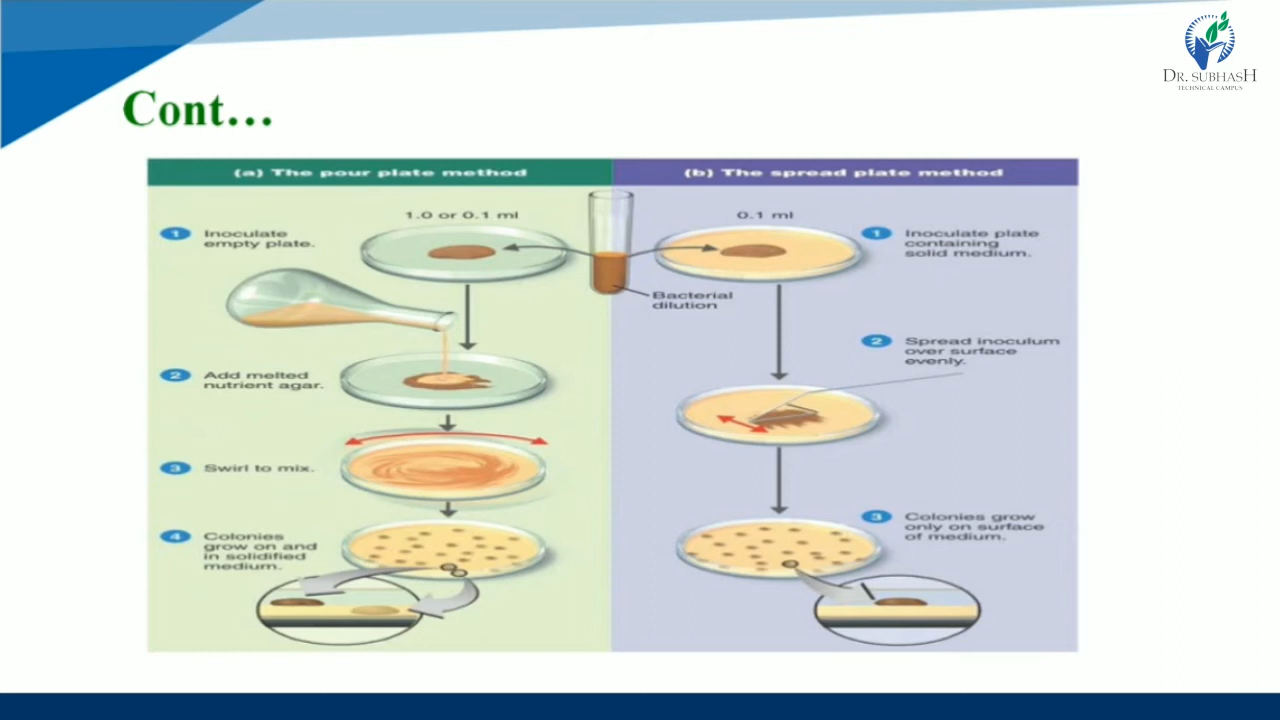 DR. SUBHASH
TECHNICAL CAMPUS
Cont...
(a) The pour plate method
1.0 or 0.1 ml
1 Inoculate
empty plate.
2 Add melted
nutrient agar.
3 Swirl to mix.
4 Colonies
grow on and
in solidified
medium.
Bacterial
dilution
(b) The spread plate method
0.1 ml
1 Inoculate plate
containing
solid medium.
2 Spread inoculum
over surface
evenly.
3 Colonies grow
only on surface
of medium.